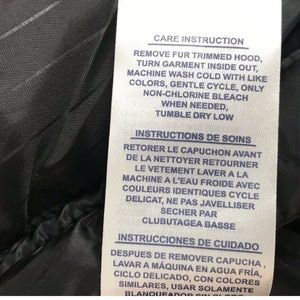 CARE INSTRUCTION
REMOVE FUR TRIMMED HOOD,
TURN GARMENT INSIDE OUT,
MACHINE WASH COLD WITH LIKE
COLORS, GENTLE CYCLE, ONLY
NON-CHLORINE BLEACH
WHEN NEEDED,
TUMBLE DRY LOW
INSTRUCTIONS DE SOINS
RETORER LE CAPUCHON AVANT
DE LA NETTOYER RETOURNER
LE VETEMENT LAVER A LA
MACHINE A L'EAU FROIDE AVEC
COULEURS IDENTIQUES CYCLE
DELICAT, NE PAS JAVELLISER
SECHER PAR
CLUBUTAGEA BASSE
INSTRUCCIONES DE CUIDADO
DESPUES DE REMOVER CAPUCHA,
LAVAR A MÁQUINA EN AGUA FRÍA,
CICLO DELICADO, CON COLORES
SIMILARES, USAR SOLAMENTE
BLANQUEADOR SIN CLORO